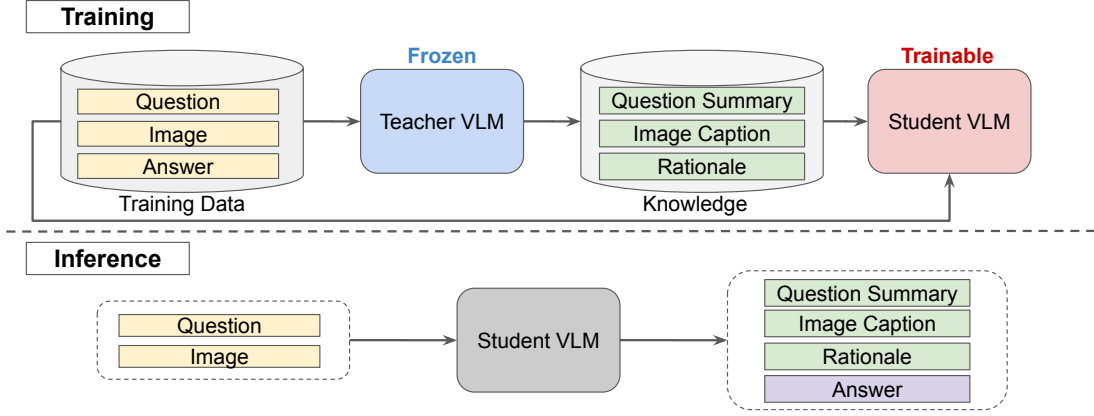 Training
Frozen
Trainable
Question
Image
Answer
Training Data
Teacher VLM
Question Summary
Image Caption
Rationale
Knowledge
Student VLM
Inference
Question
Image
Student VLM
Question Summary
Image Caption
Rationale
Answer